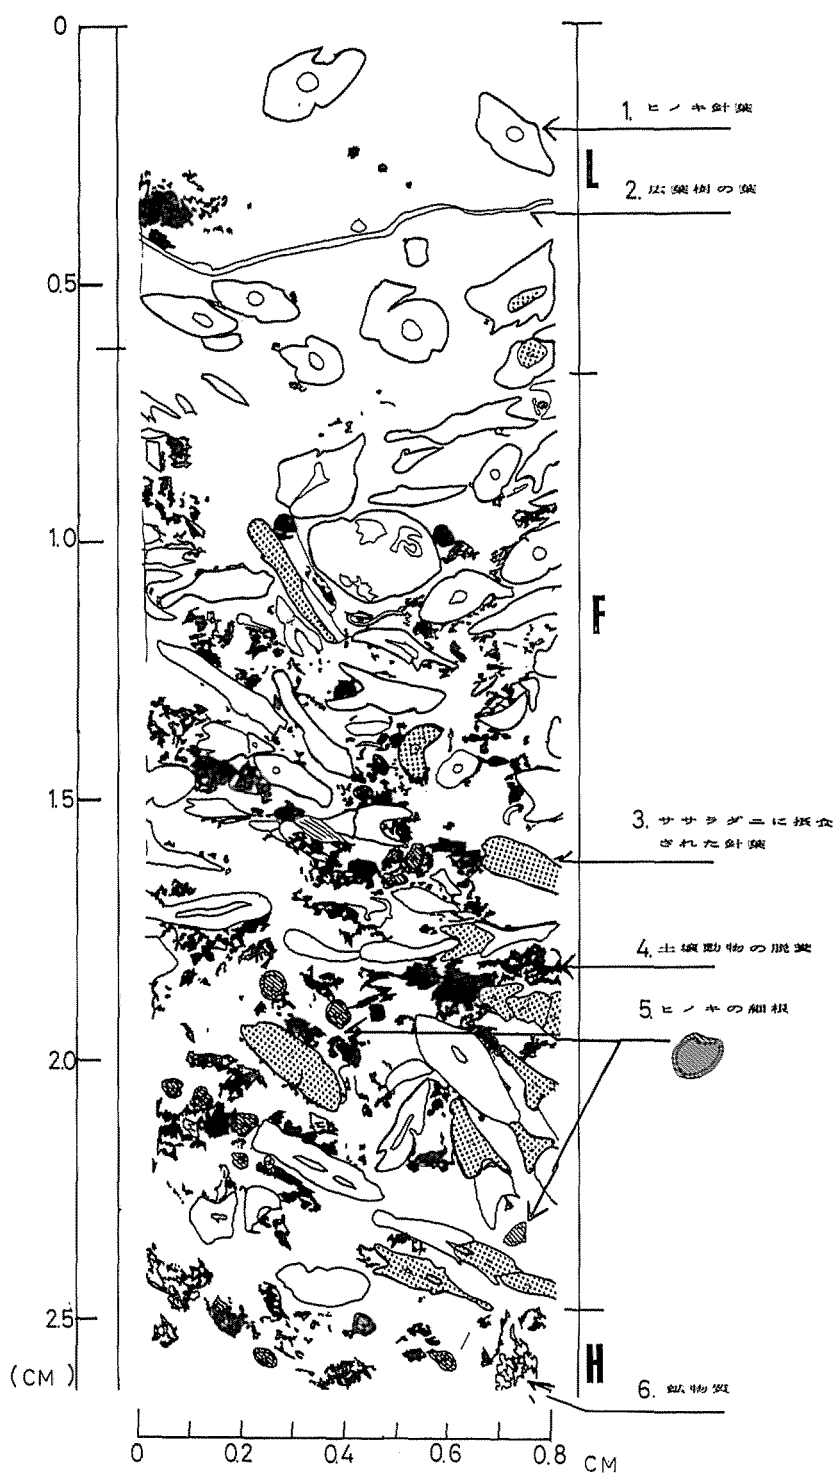 0
1. ヒノキ針葉
L
2. 広葉樹の葉
0.5
F
1.0
1.5
3. ササラダニに摂食
された針葉
4. 土壌動物の脱糞
5. ヒノキの細根
2.0
2.5
H
(CM)
6. 鉱物質
0 0.2 0.4 0.6 0.8 CM